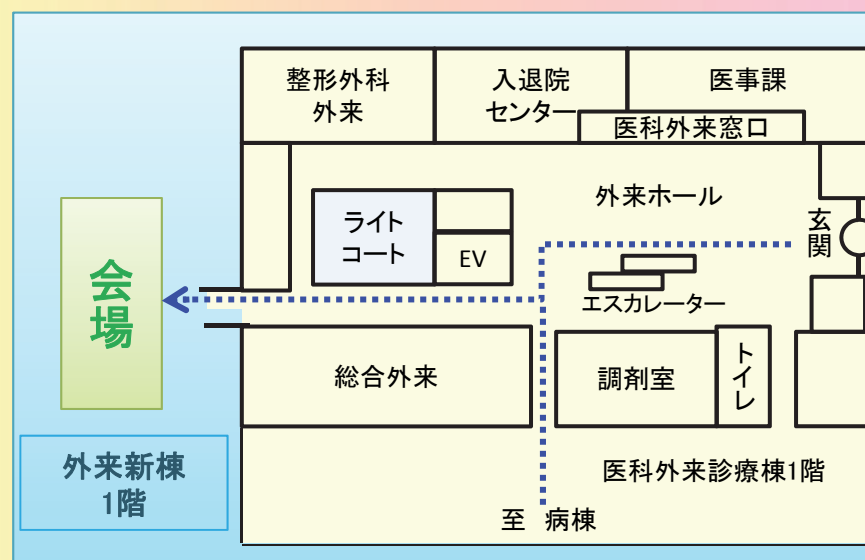 整形外科
外来
入退院
センター
医事課
医科外来窓口
外来ホール
玄関
ライト
コート
EV
会場
エスカレーター
総合外来
調剤室
トイレ
外来新棟
1階
医科外来診療棟1階
至 病棟